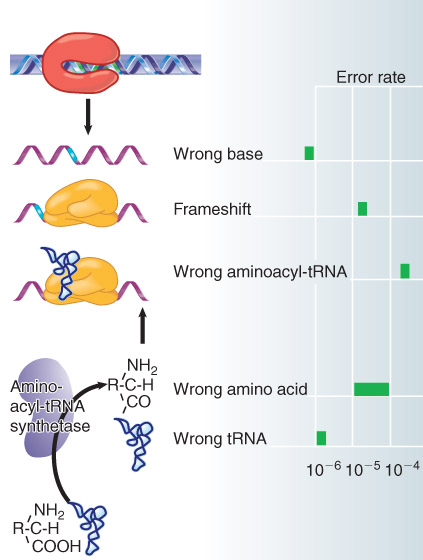 Error rate
Wrong base
Frameshift
Wrong aminoacyl-tRNA
NH₂
R-C-H
CO
Amino-
acyl-tRNA
synthetase
Wrong amino acid
Wrong tRNA
10⁻⁶ 10⁻⁵ 10⁻⁴
NH₂
R-C-H
COOH